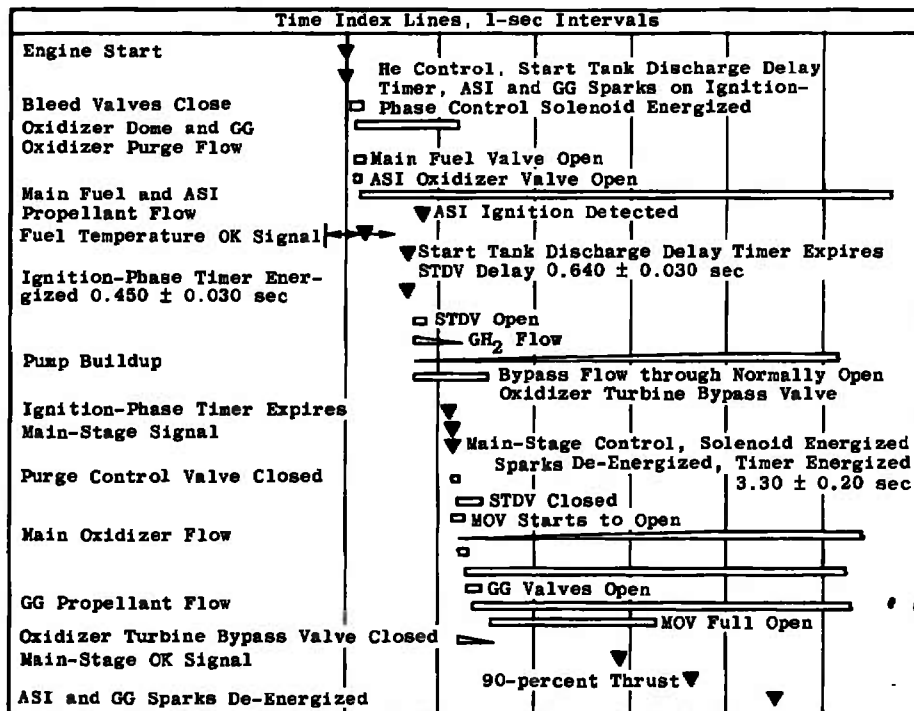 Time Index Lines, 1-sec Intervals
Engine Start
He Control, Start Tank Discharge Delay
Timer, ASI and GG Sparks on Ignition-
Bleed Valves Close
Phase Control Solenoid Energized
Oxidizer Dome and GG
Oxidizer Purge Flow
Main Fuel Valve Open
ASI Oxidizer Valve Open
Main Fuel and ASI
Propellant Flow
ASI Ignition Detected
Fuel Temperature OK Signal
Start Tank Discharge Delay Timer Expires
STDV Delay 0.640 ± 0.030 sec
Ignition-Phase Timer Ener-
gized 0.450 ± 0.030 sec
STDV Open
GH2 Flow
Pump Buildup
Bypass Flow through Normally Open
Oxidizer Turbine Bypass Valve
Ignition-Phase Timer Expires
Main-Stage Signal
Main-Stage Control, Solenoid Energized
Sparks De-Energized, Timer Energized
Purge Control Valve Closed
3.30 ± 0.20 sec
STDV Closed
MOV Starts to Open
Main Oxidizer Flow
GG Valves Open
GG Propellant Flow
MOV Full Open
Oxidizer Turbine Bypass Valve Closed
Main-Stage OK Signal
90-percent Thrust
ASI and GG Sparks De-Energized